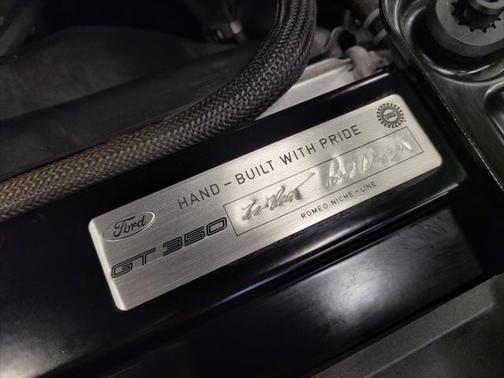 HAND-BUILT WITH PRIDE
Ford
GT 350
ROMEO NICHE-LINE